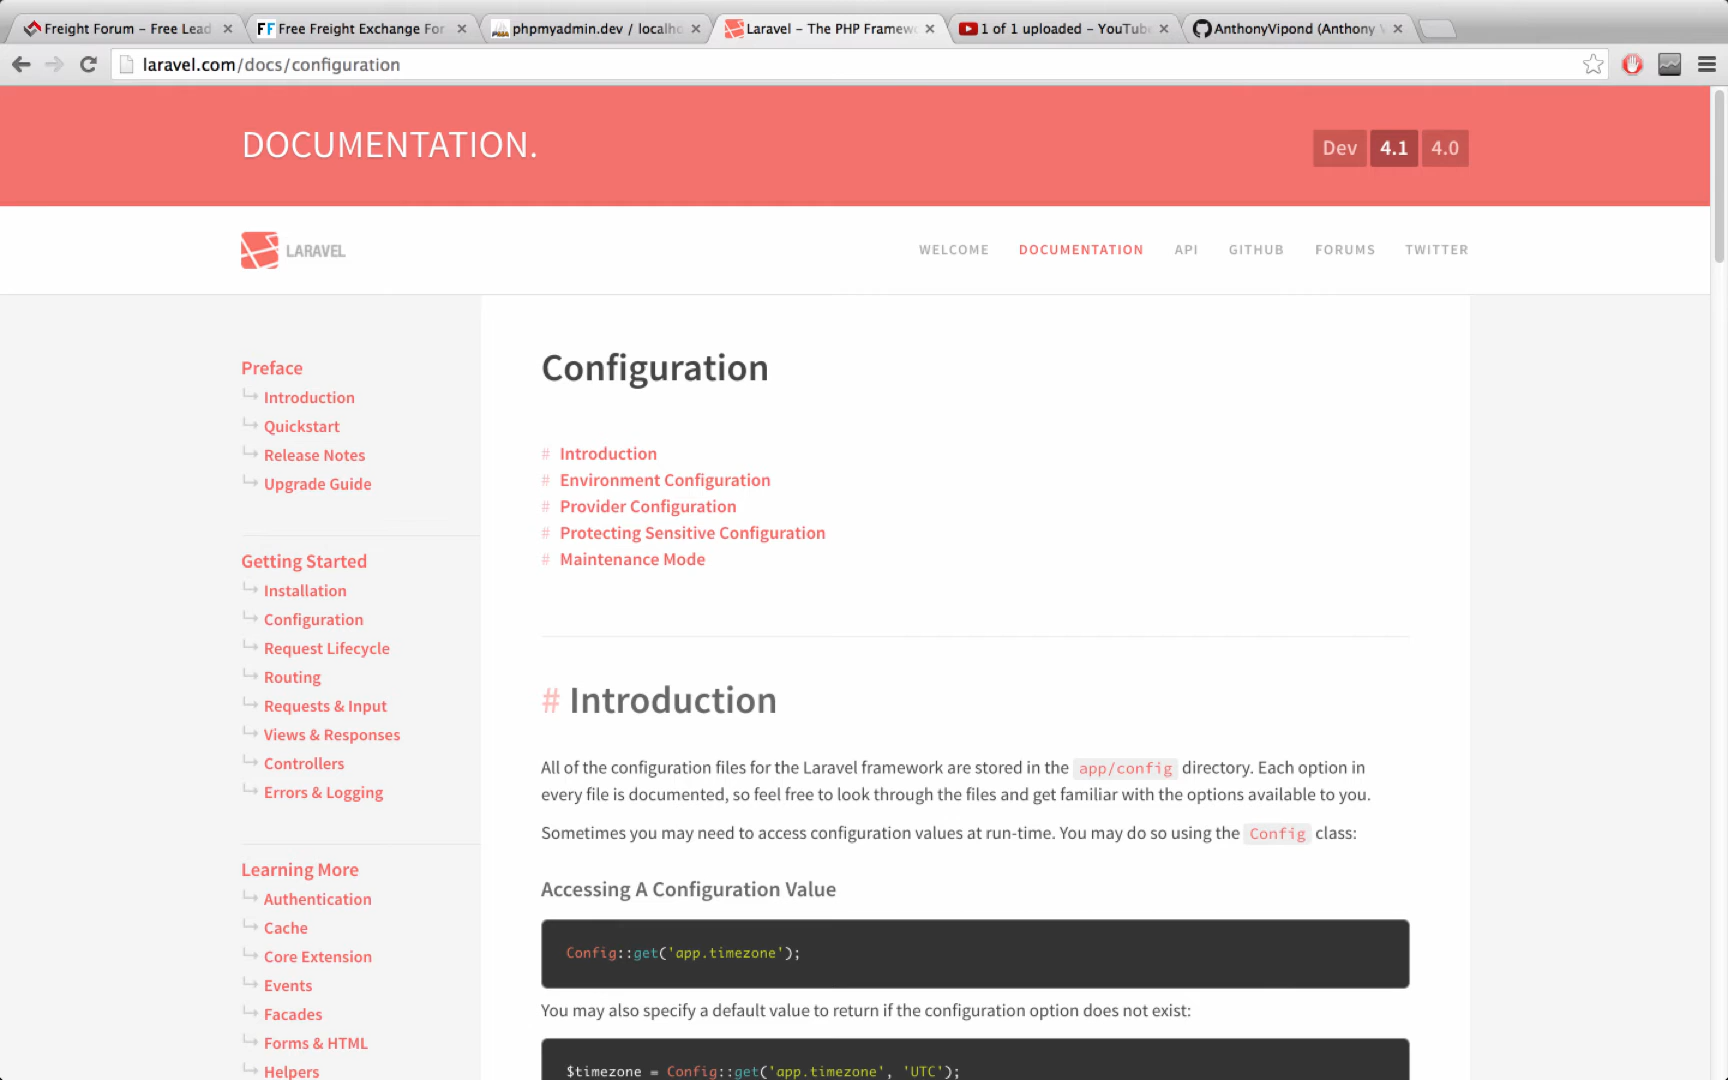 Freight Forum – Free Lead
Free Freight Exchange For
phpmyadmin.dev / localho
Laravel – The PHP Framewo
1 of 1 uploaded – YouTube
AnthonyVipond (Anthony V
laravel.com/docs/configuration
DOCUMENTATION.
Dev 4.1 4.0
LARAVEL
WELCOME DOCUMENTATION API GITHUB FORUMS TWITTER
Preface
Introduction
Quickstart
Release Notes
Upgrade Guide
Getting Started
Installation
Configuration
Request Lifecycle
Routing
Requests & Input
Views & Responses
Controllers
Errors & Logging
Learning More
Authentication
Cache
Core Extension
Events
Facades
Forms & HTML
Helpers
Configuration
# Introduction
# Environment Configuration
# Provider Configuration
# Protecting Sensitive Configuration
# Maintenance Mode
# Introduction
All of the configuration files for the Laravel framework are stored in the app/config directory. Each option in
every file is documented, so feel free to look through the files and get familiar with the options available to you.
Sometimes you may need to access configuration values at run-time. You may do so using the Config class:
Accessing A Configuration Value
Config::get('app.timezone');
You may also specify a default value to return if the configuration option does not exist:
$timezone = Config::get('app.timezone', 'UTC');